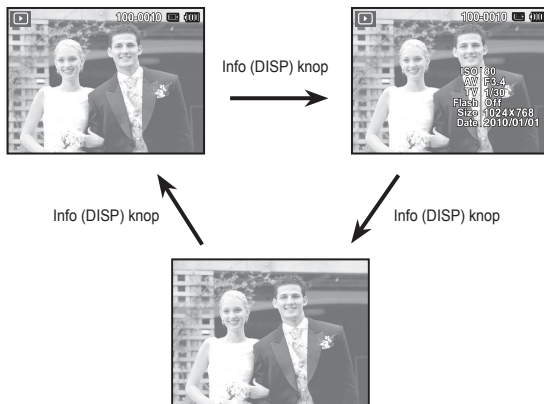 100-0010
Info (DISP) knop
100-0010
ISO 80
AV F3.4
TV 1/30
Flash Off
Size 1024X768
Date 2010/01/01
Info (DISP) knop
Info (DISP) knop